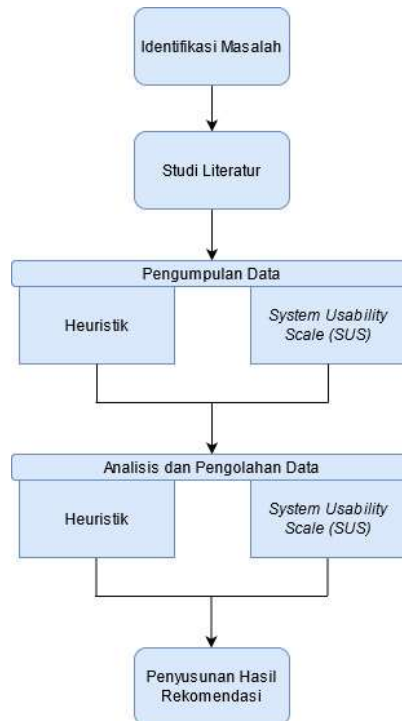 Identifikasi Masalah
Studi Literatur
Pengumpulan Data
Heuristik
System Usability
Scale (SUS)
Analisis dan Pengolahan Data
Heuristik
System Usability
Scale (SUS)
Penyusunan Hasil
Rekomendasi